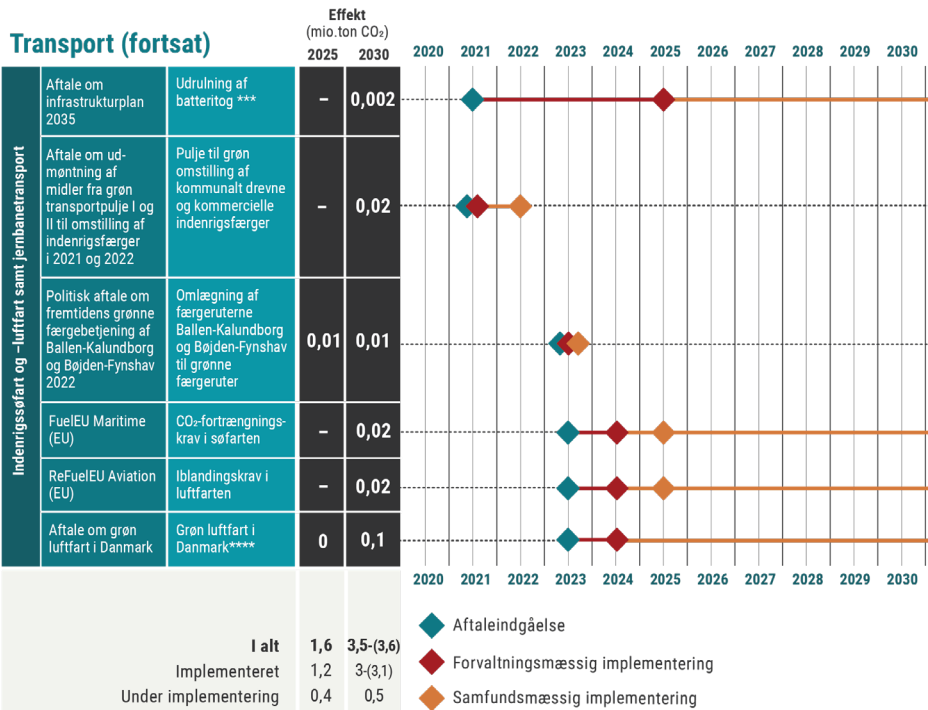 Transport (fortsat)
Effekt
(mio.ton CO₂)
2025 2030
2020 2021 2022 2023 2024 2025 2026 2027 2028 2029 2030
Indenrigssøfart og –luftfart samt jernbanetransport
Aftale om
infrastrukturplan
2035
Udrulning af
batteritog ***
– 0,002
Aftale om ud-
møntning af
midler fra grøn
transportpulje I og
II til omstilling af
indenrigsfærger
i 2021 og 2022
Pulje til grøn
omstilling af
kommunalt drevne
og kommercielle
indenrigsfærger
– 0,02
Politisk aftale om
fremtidens grønne
færgebetjening af
Ballen-Kalundborg
og Bøjden-Fynshav
2022
Omlægning af
færgeruterne
Ballen-Kalundborg
og Bøjden-Fynshav
til grønne
færgeruter
0,01 0,01
FuelEU Maritime
(EU)
CO₂-fortrængnings-
krav i søfarten
– 0,02
ReFuelEU Aviation
(EU)
Iblandingskrav i
luftfarten
– 0,02
Aftale om grøn
luftfart i Danmark
Grøn luftfart i
Danmark****
0 0,1
2020 2021 2022 2023 2024 2025 2026 2027 2028 2029 2030
I alt 1,6 3,5-(3,6)
Implementeret 1,2 3-(3,1)
Under implementering 0,4 0,5
Aftaleindgåelse
Forvaltningsmæssig implementering
Samfundsmæssig implementering